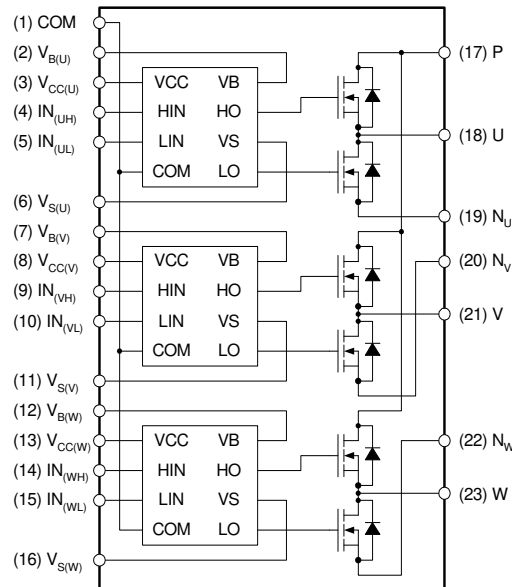 (1) COM
(2) V_B(U)
(3) V_CC(U)
(4) IN_(UH)
(5) IN_(UL)
(6) V_S(U)
(7) V_B(V)
(8) V_CC(V)
(9) IN_(VH)
(10) IN_(VL)
(11) V_S(V)
(12) V_B(W)
(13) V_CC(W)
(14) IN_(WH)
(15) IN_(WL)
(16) V_S(W)
VCC VB
HIN HO
LIN VS
COM LO
VCC VB
HIN HO
LIN VS
COM LO
VCC VB
HIN HO
LIN VS
COM LO
(17) P
(18) U
(19) N_U
(20) N_V
(21) V
(22) N_W
(23) W